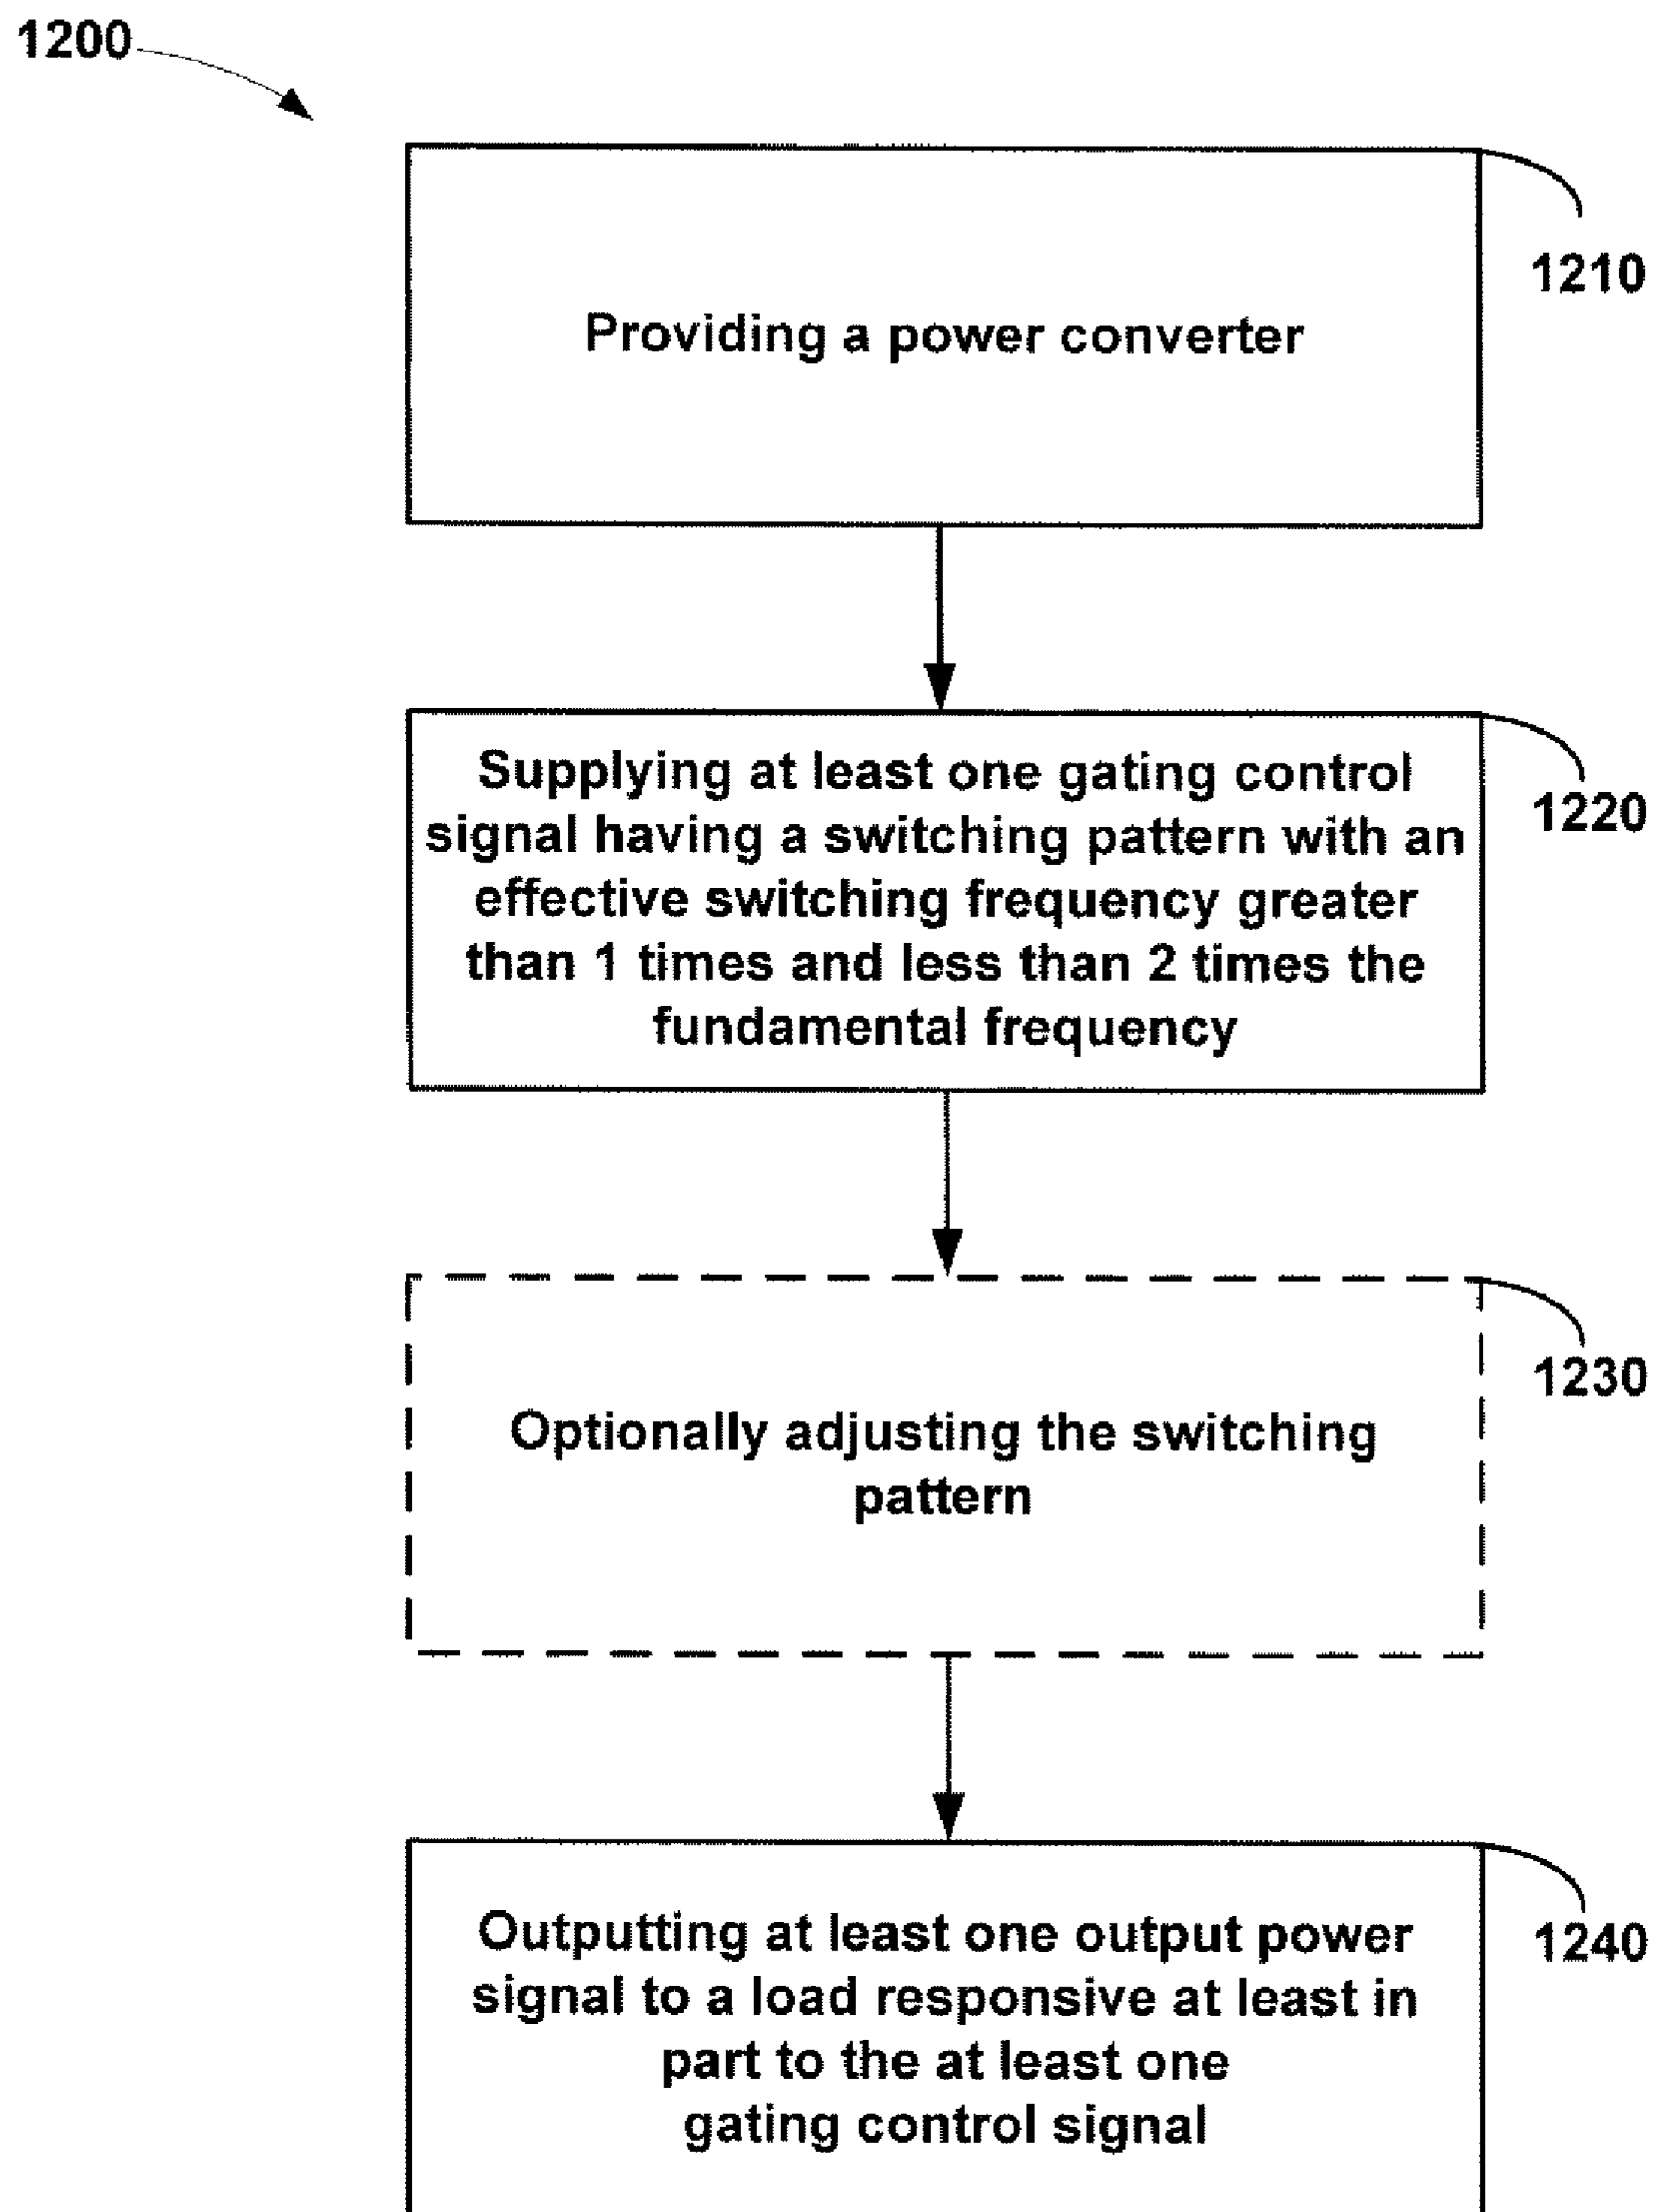 1200
1210
Providing a power converter
Supplying at least one gating control
signal having a switching pattern with an
effective switching frequency greater
than 1 times and less than 2 times the
fundamental frequency
1220
1230
Optionally adjusting the switching
pattern
Outputting at least one output power
signal to a load responsive at least in
part to the at least one
gating control signal
1240